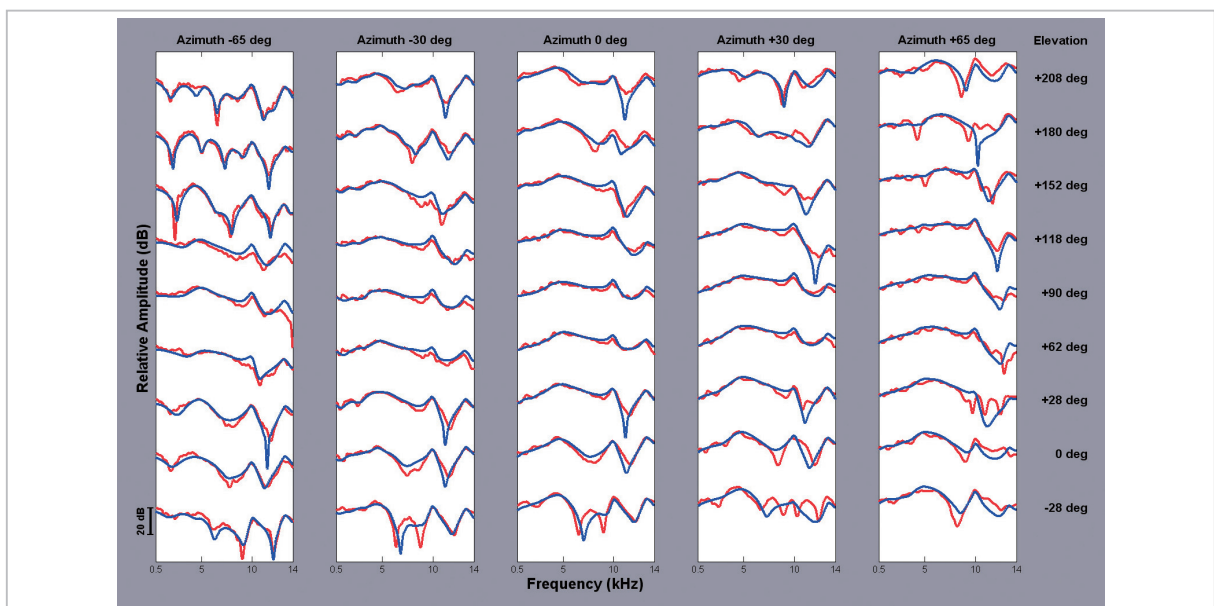 Azimuth -65 deg Azimuth -30 deg Azimuth 0 deg Azimuth +30 deg Azimuth +65 deg Elevation
+208 deg
+180 deg
+152 deg
+118 deg
+90 deg
+62 deg
+28 deg
0 deg
-28 deg
Relative Amplitude (dB)
20 dB
0.5 5 10 14 0.5 5 10 14 0.5 5 10 14 0.5 5 10 14 0.5 5 10 14
Frequency (kHz)